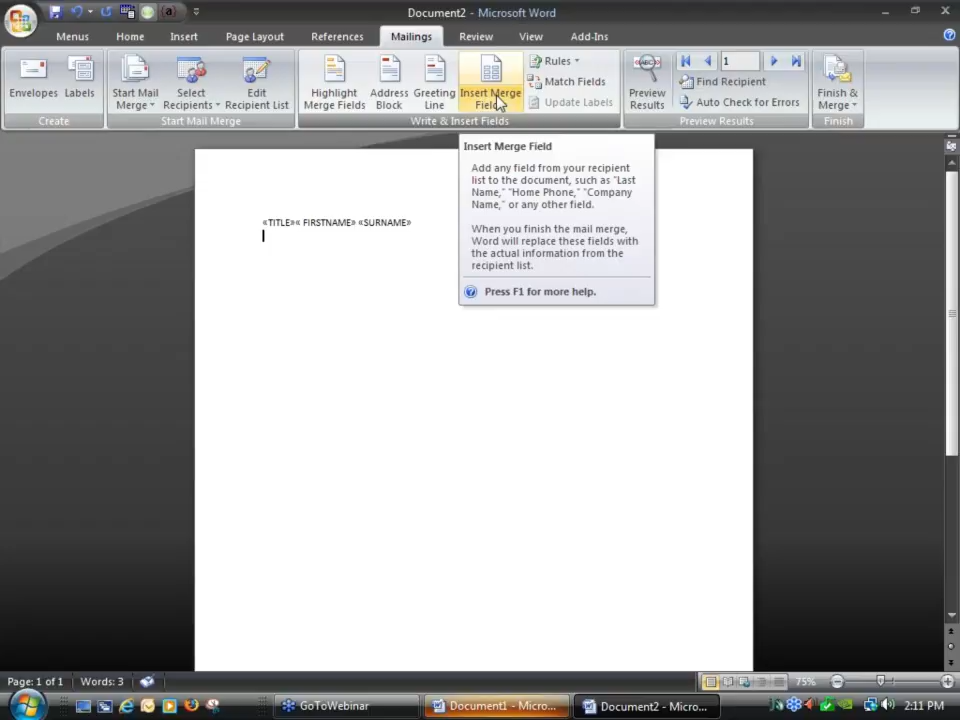 Document2 - Microsoft Word
Menus Home Insert Page Layout References Mailings Review View Add-Ins
Envelopes Labels
Create
Start Mail
Merge
Select
Recipients
Edit
Recipient List
Start Mail Merge
Highlight
Merge Fields
Address
Block
Greeting
Line
Insert Merge
Field
Rules
Match Fields
Update Labels
Write & Insert Fields
ABC
Preview
Results
1
Find Recipient
Auto Check for Errors
Preview Results
Finish &
Merge
Finish
Insert Merge Field
Add any field from your recipient
list to the document, such as "Last
Name," "Home Phone," "Company
Name," or any other field.
When you finish the mail merge,
Word will replace these fields with
the actual information from the
recipient list.
Press F1 for more help.
«TITLE»« FIRSTNAME» «SURNAME»
Page: 1 of 1 Words: 3 75%
GoToWebinar Document1 - Micro... Document2 - Micro... 2:11 PM